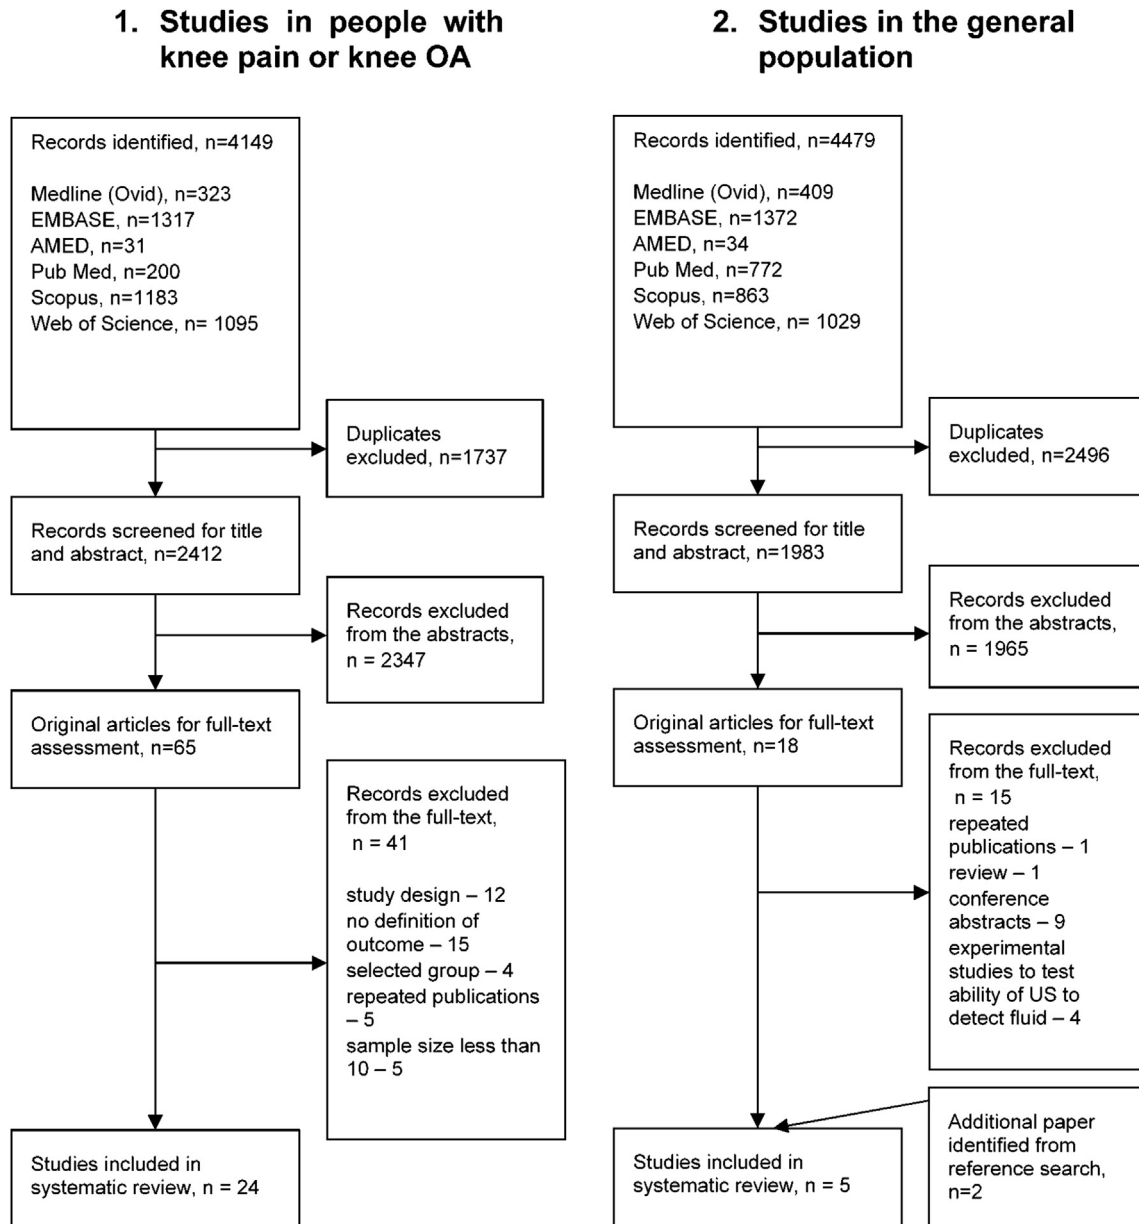 1. Studies in people with
knee pain or knee OA
Records identified, n=4149
Medline (Ovid), n=323
EMBASE, n=1317
AMED, n=31
Pub Med, n=200
Scopus, n=1183
Web of Science, n= 1095
Duplicates
excluded, n=1737
Records screened for title
and abstract, n=2412
Records excluded
from the abstracts,
n = 2347
Original articles for full-text
assessment, n=65
Records excluded
from the full-text,
n = 41
study design – 12
no definition of
outcome – 15
selected group – 4
repeated publications
– 5
sample size less than
10 – 5
Studies included in
systematic review, n = 24
2. Studies in the general
population
Records identified, n=4479
Medline (Ovid), n=409
EMBASE, n=1372
AMED, n=34
Pub Med, n=772
Scopus, n=863
Web of Science, n= 1029
Duplicates
excluded, n=2496
Records screened for title
and abstract, n=1983
Records excluded
from the abstracts,
n = 1965
Original articles for full-text
assessment, n=18
Records excluded
from the full-text,
n = 15
repeated
publications – 1
review – 1
conference
abstracts – 9
experimental
studies to test
ability of US to
detect fluid – 4
Additional paper
identified from
reference search,
n=2
Studies included in
systematic review, n = 5